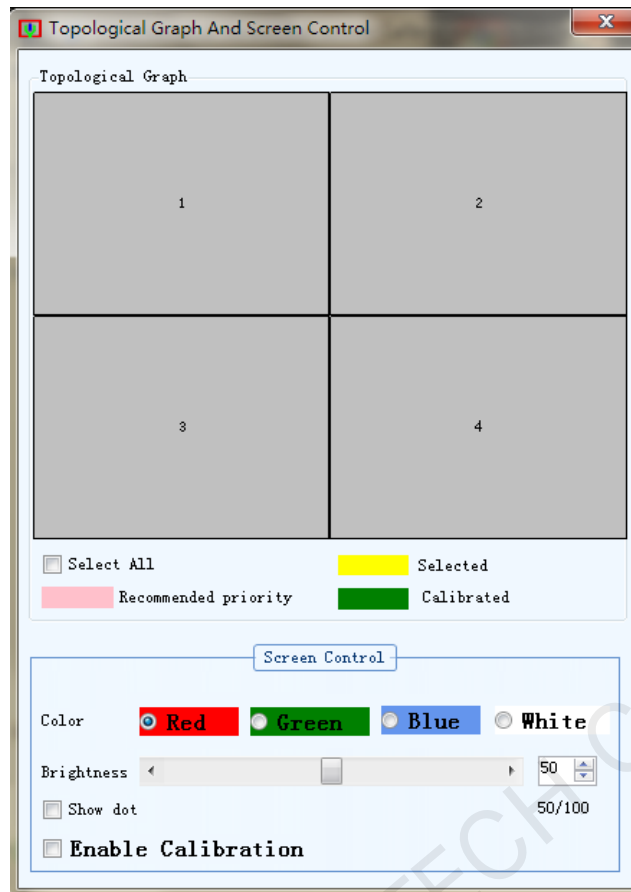 Topological Graph And Screen Control
Topological Graph
1 2
3 4
Select All Selected
Recommended priority Calibrated
Screen Control
Color Red Green Blue White
Brightness 50
Show dot 50/100
Enable Calibration
TECH